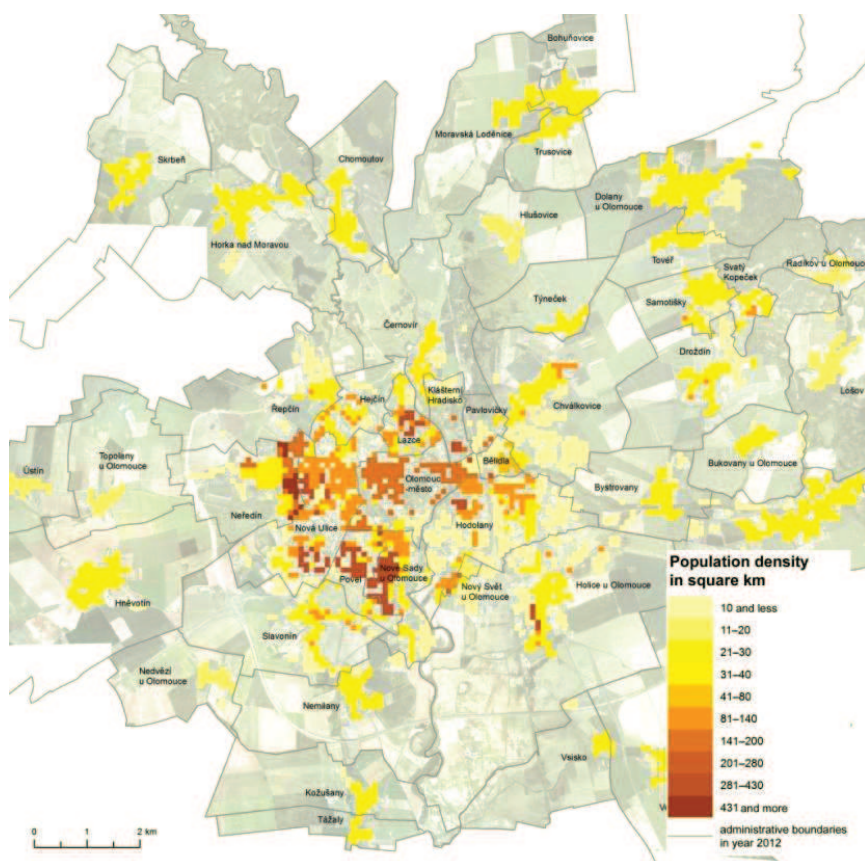 Bohuňovice
Moravská Loděnice
Trusovice
Skrbeň
Chomoutov
Dolany
u Olomouce
Hlušovice
Horka nad Moravou
Tovéř
Svatý
Kopeček
Radíkov u Olomouce
Samotišky
Týneček
Černovír
Droždín
Lošov
Klášterní
Hradisko
Řepčín
Hejčín
Pavlovičky
Chválkovice
Lazce
Topolany
u Olomouce
Ústín
Bělidla
Bukovany u Olomouce
Olomouc
-město
Bystrovany
Neředín
Nová Ulice
Hodolany
Nové Sady
u Olomouce
Povel
Nový Svět
u Olomouce
Holice u Olomouce
Hněvotín
Slavonín
Nedvězí
u Olomouce
Nemilany
Vsisko
Kožušany
Tážaly
Population density
in square km
10 and less
11–20
21–30
31–40
41–80
81–140
141–200
201–280
281–430
431 and more
administrative boundaries
in year 2012
0 1 2 km